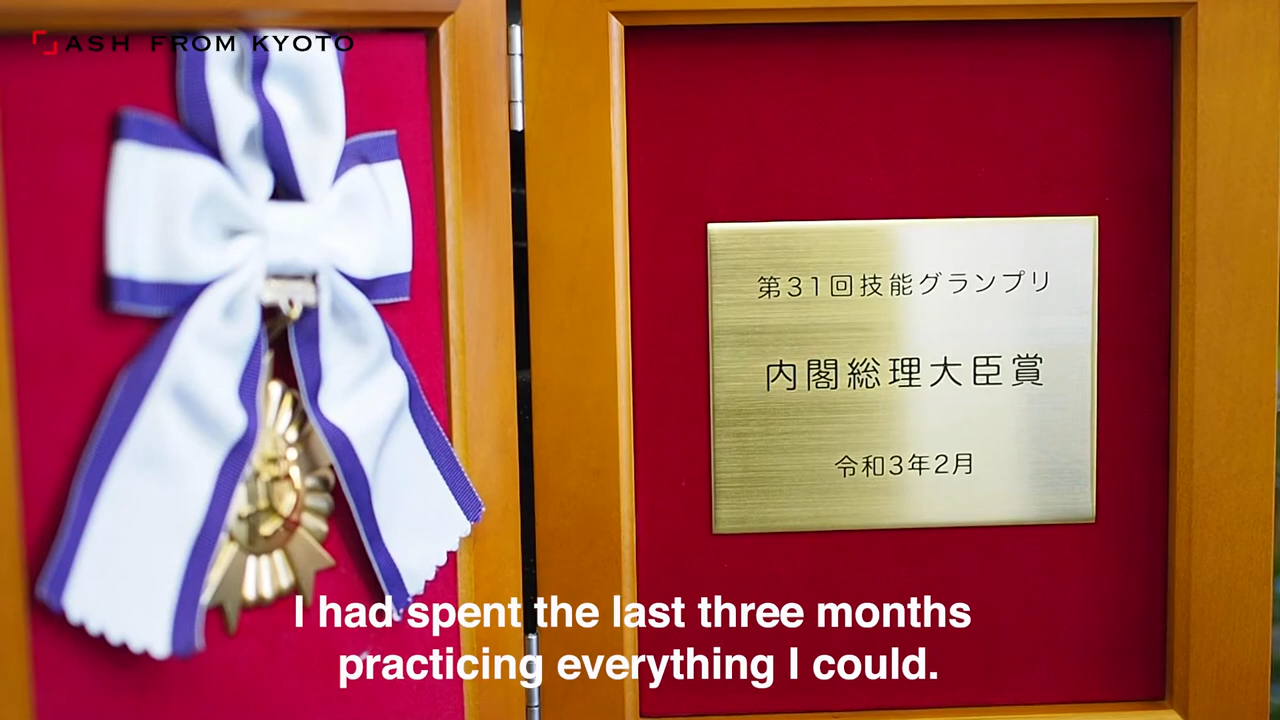 ASH FROM KYOTO
第31回技能グランプリ
内閣総理大臣賞
令和3年2月
I had spent the last three months
practicing everything I could.